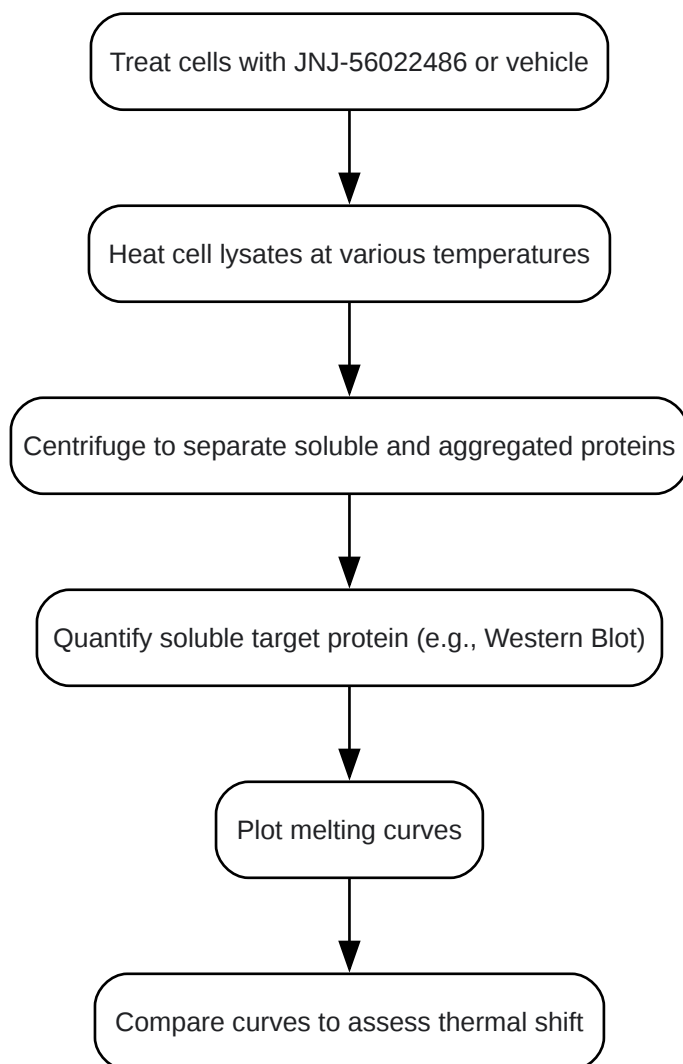 Treat cells with JNJ-56022486 or vehicle
Heat cell lysates at various temperatures
Centrifuge to separate soluble and aggregated proteins
Quantify soluble target protein (e.g., Western Blot)
Plot melting curves
Compare curves to assess thermal shift